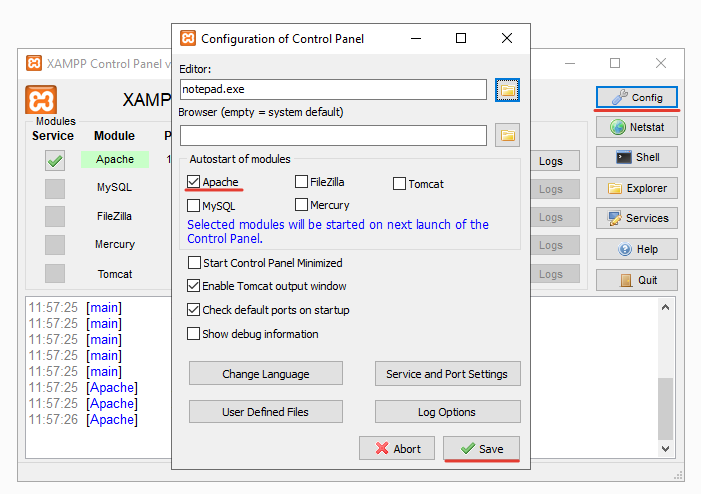 Configuration of Control Panel
XAMPP Control Panel v
Editor:
notepad.exe
Browser (empty = system default)
XAMP
Config
Modules
Service Module P
Netstat
Autostart of modules
Apache 1
Logs
Shell
Apache FileZilla Tomcat
MySQL
Logs
Explorer
MySQL Mercury
FileZilla
Logs
Services
Selected modules will be started on next launch of the
Control Panel.
Mercury
Logs
Help
Start Control Panel Minimized
Tomcat
Logs
Quit
Enable Tomcat output window
Check default ports on startup
Show debug information
11:57:25 [main]
11:57:25 [main]
11:57:25 [main]
11:57:25 [main]
11:57:25 [main]
11:57:25 [Apache]
11:57:25 [Apache]
11:57:26 [Apache]
Change Language Service and Port Settings
User Defined Files Log Options
Abort Save